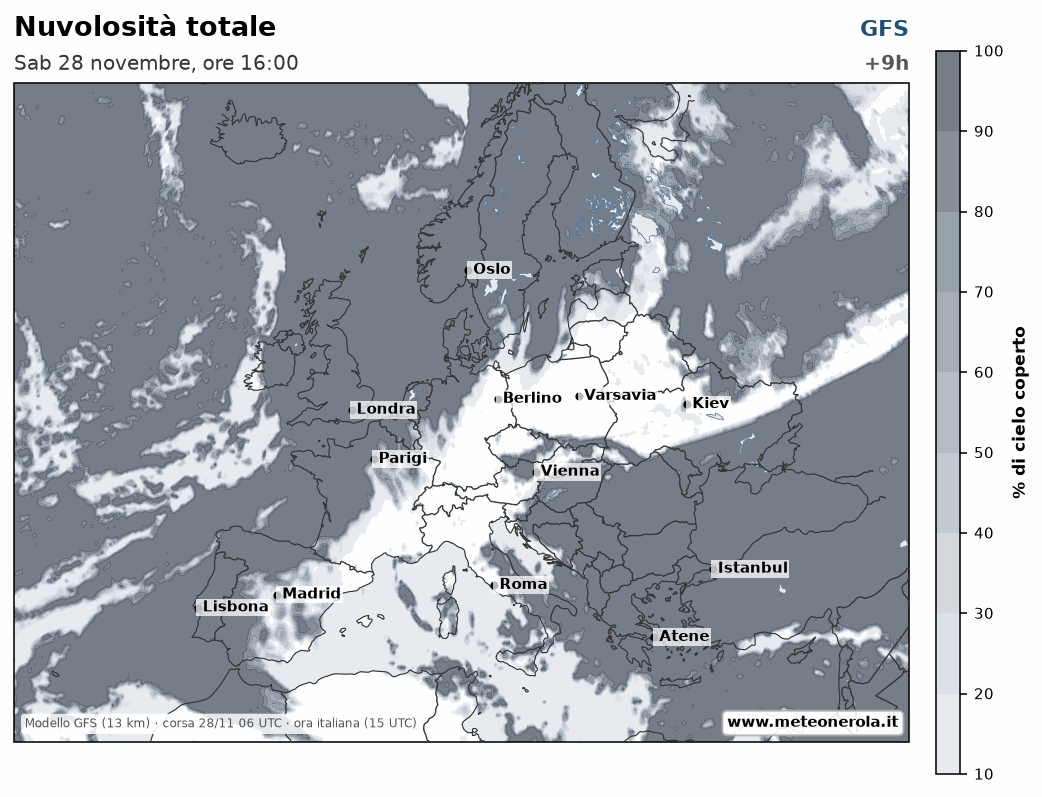 Nuvolosità totale
GFS
Sab 28 novembre, ore 16:00
+9h
100
90
80
70
60
50
40
30
20
10
% di cielo coperto
Oslo
Londra
Berlino
Varsavia
Kiev
Parigi
Vienna
Istanbul
Roma
Madrid
Lisbona
Atene
Modello GFS (13 km) · corsa 28/11 06 UTC · ora italiana (15 UTC)
www.meteonerola.it